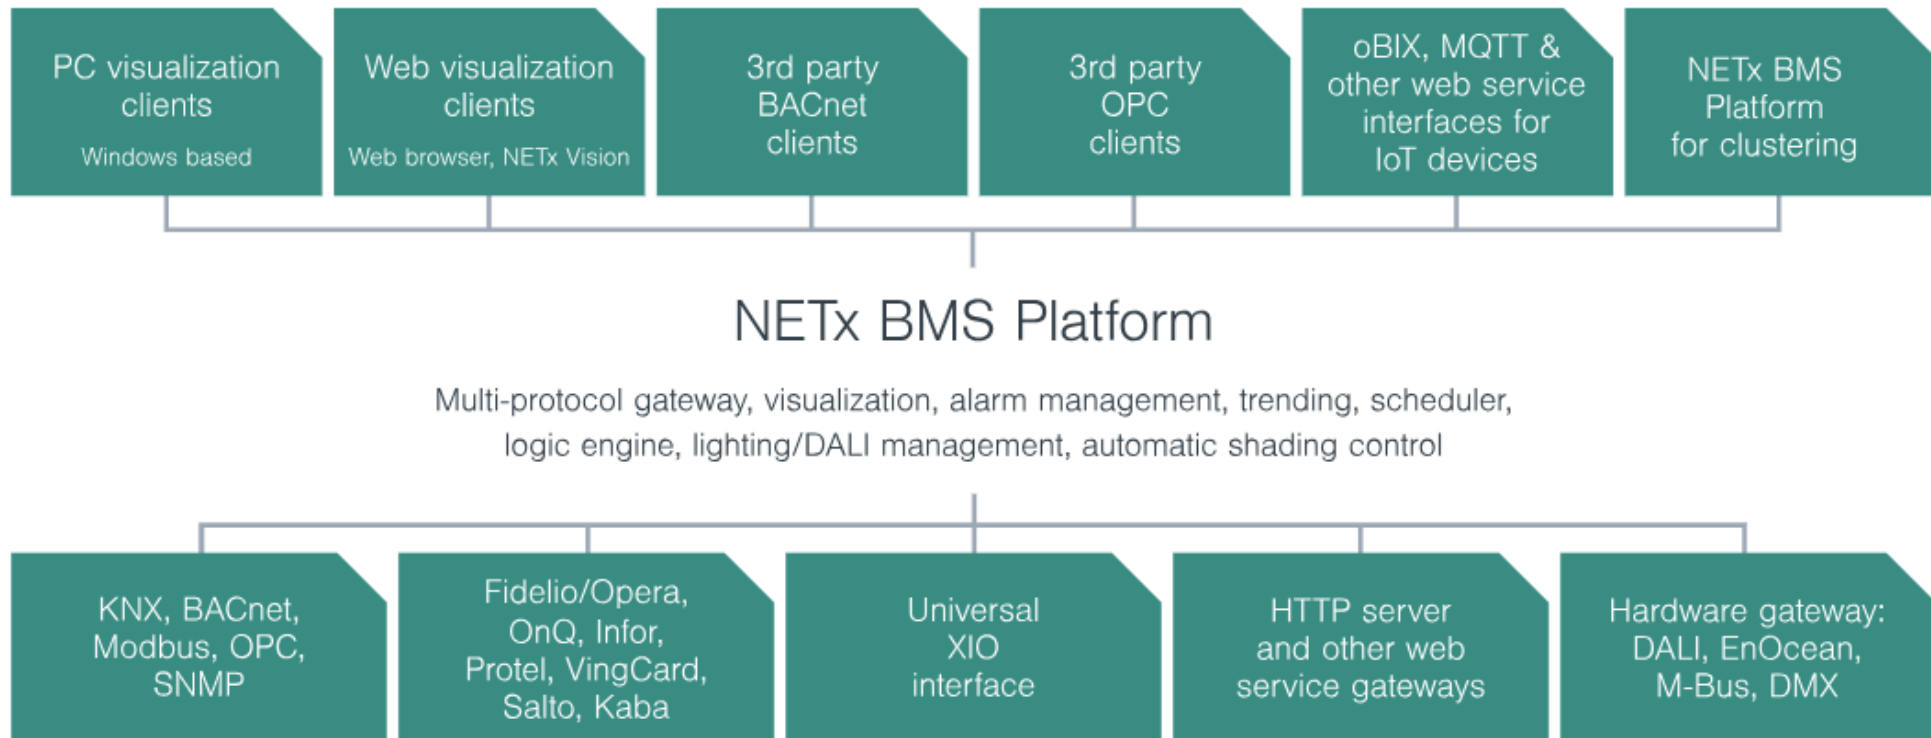 PC visualization
clients
Windows based
Web visualization
clients
Web browser, NETx Vision
3rd party
BACnet
clients
3rd party
OPC
clients
oBIX, MQTT &
other web service
interfaces for
IoT devices
NETx BMS
Platform
for clustering
NETx BMS Platform
Multi-protocol gateway, visualization, alarm management, trending, scheduler,
logic engine, lighting/DALI management, automatic shading control
KNX, BACnet,
Modbus, OPC,
SNMP
Fidelio/Opera,
OnQ, Infor,
Protel, VingCard,
Salto, Kaba
Universal
XIO
interface
HTTP server
and other web
service gateways
Hardware gateway:
DALI, EnOcean,
M-Bus, DMX